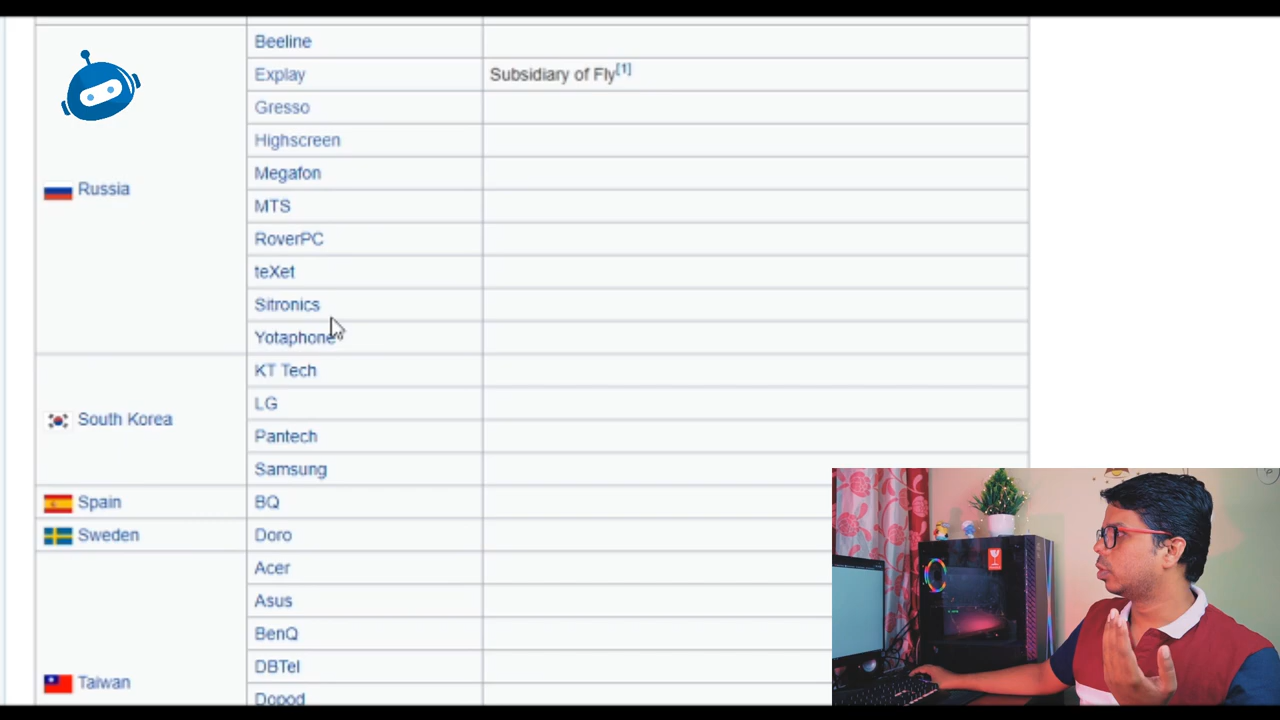 Beeline
Explay Subsidiary of Fly[1]
Gresso
Highscreen
Megafon
Russia
MTS
RoverPC
teXet
Sitronics
Yotaphone
KT Tech
LG
South Korea
Pantech
Samsung
Spain BQ
Sweden Doro
Acer
Asus
BenQ
DBTel
Taiwan
Dopod